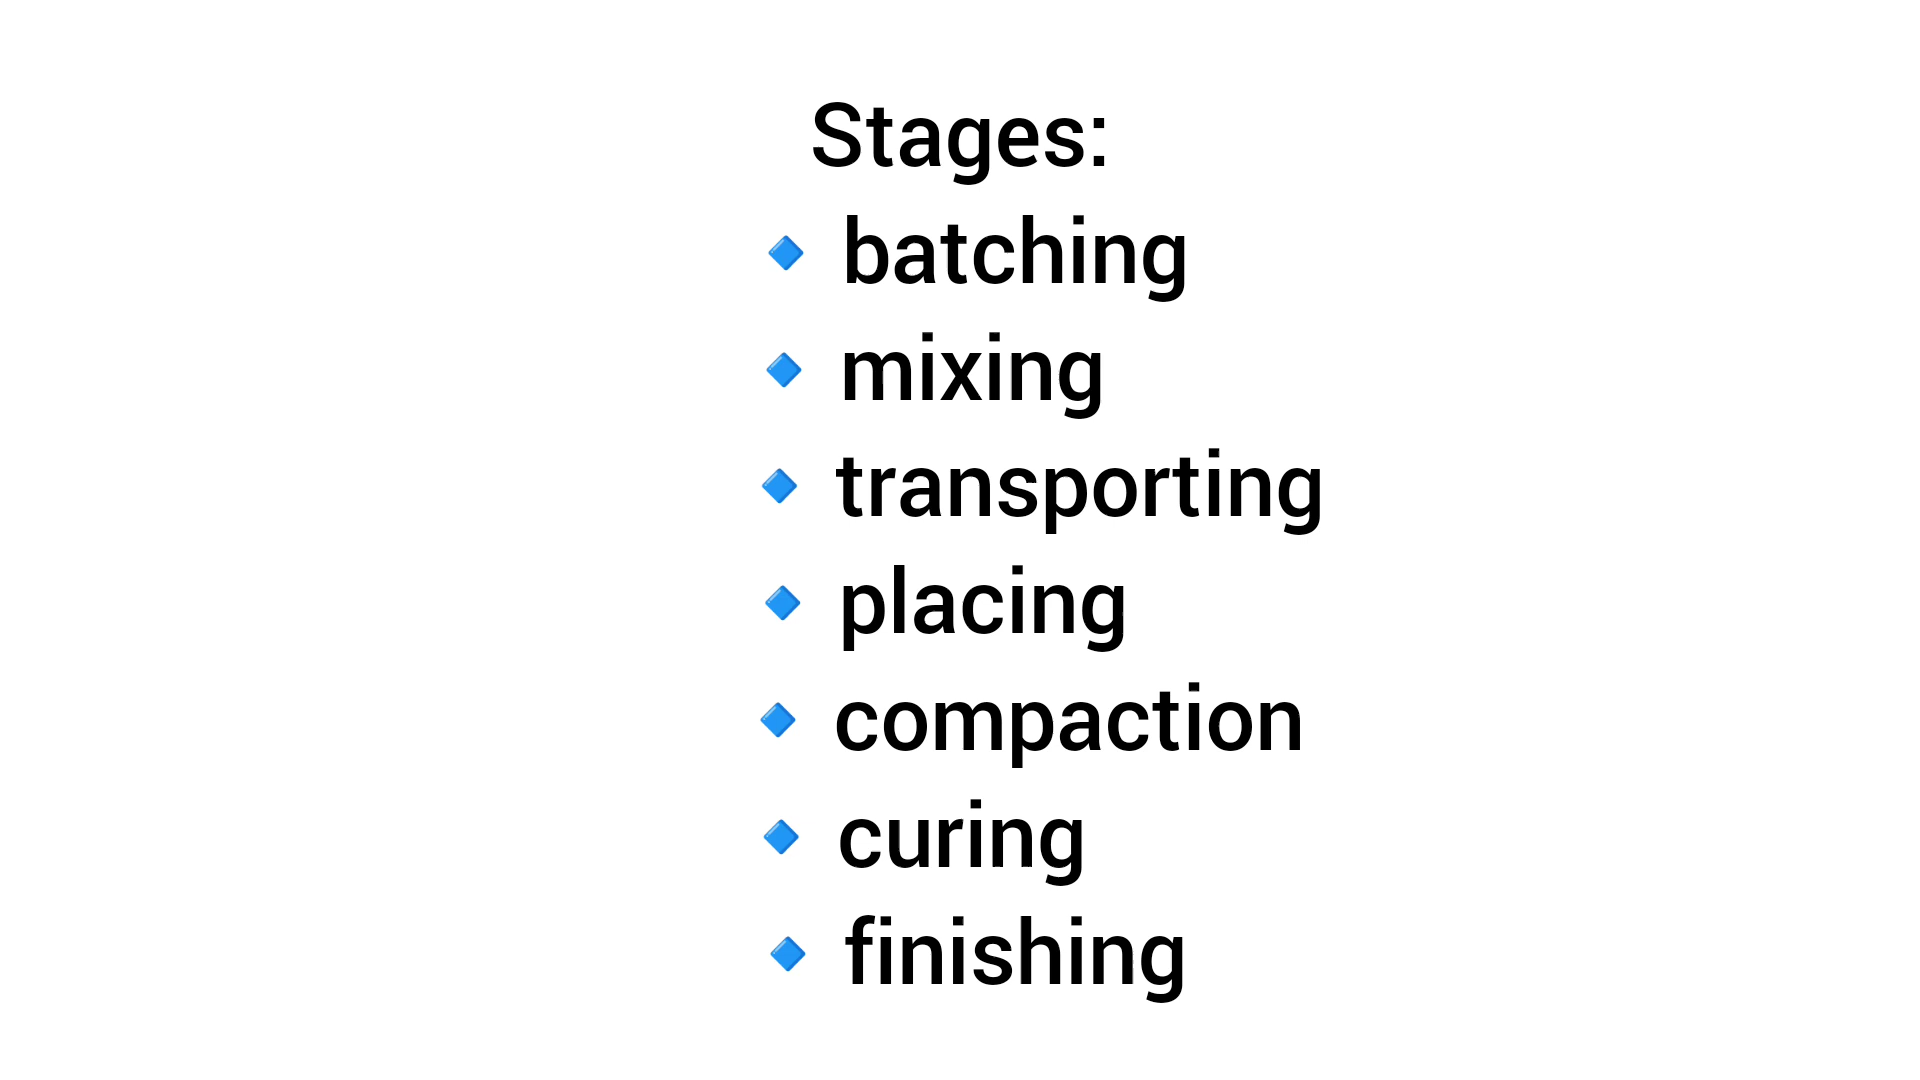 Stages:
🔹 batching
🔹 mixing
🔹 transporting
🔹 placing
🔹 compaction
🔹 curing
🔹 finishing